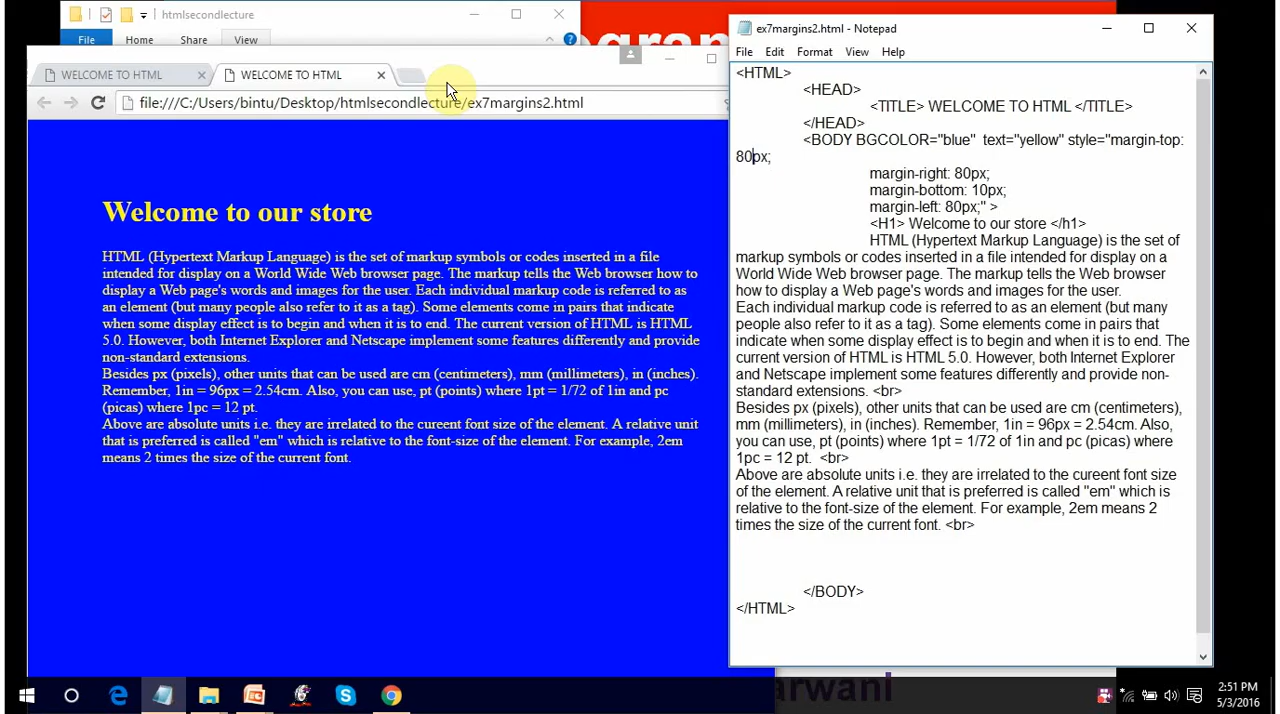 htmlsecondlecture
File Home Share View
WELCOME TO HTML
WELCOME TO HTML
file:///C:/Users/bintu/Desktop/htmlsecondlecture/ex7margins2.html
Welcome to our store
HTML (Hypertext Markup Language) is the set of markup symbols or codes inserted in a file
intended for display on a World Wide Web browser page. The markup tells the Web browser how to
display a Web page's words and images for the user. Each individual markup code is referred to as
an element (but many people also refer to it as a tag). Some elements come in pairs that indicate
when some display effect is to begin and when it is to end. The current version of HTML is HTML
5.0. However, both Internet Explorer and Netscape implement some features differently and provide
non-standard extensions.
Besides px (pixels), other units that can be used are cm (centimeters), mm (millimeters), in (inches).
Remember, 1in = 96px = 2.54cm. Also, you can use, pt (points) where 1pt = 1/72 of 1in and pc
(picas) where 1pc = 12 pt.
Above are absolute units i.e. they are irrelated to the cureent font size of the element. A relative unit
that is preferred is called "em" which is relative to the font-size of the element. For example, 2em
means 2 times the size of the current font.
ex7margins2.html - Notepad
File Edit Format View Help
<HTML>
<HEAD>
<TITLE> WELCOME TO HTML </TITLE>
</HEAD>
<BODY BGCOLOR="blue" text="yellow" style="margin-top:
80px;
margin-right: 80px;
margin-bottom: 10px;
margin-left: 80px;" >
<H1> Welcome to our store </h1>
HTML (Hypertext Markup Language) is the set of
markup symbols or codes inserted in a file intended for display on a
World Wide Web browser page. The markup tells the Web browser
how to display a Web page's words and images for the user.
Each individual markup code is referred to as an element (but many
people also refer to it as a tag). Some elements come in pairs that
indicate when some display effect is to begin and when it is to end. The
current version of HTML is HTML 5.0. However, both Internet Explorer
and Netscape implement some features differently and provide non-
standard extensions. <br>
Besides px (pixels), other units that can be used are cm (centimeters),
mm (millimeters), in (inches). Remember, 1in = 96px = 2.54cm. Also,
you can use, pt (points) where 1pt = 1/72 of 1in and pc (picas) where
1pc = 12 pt. <br>
Above are absolute units i.e. they are irrelated to the cureent font size
of the element. A relative unit that is preferred is called "em" which is
relative to the font-size of the element. For example, 2em means 2
times the size of the current font. <br>
</BODY>
</HTML>
2:51 PM
5/3/2016